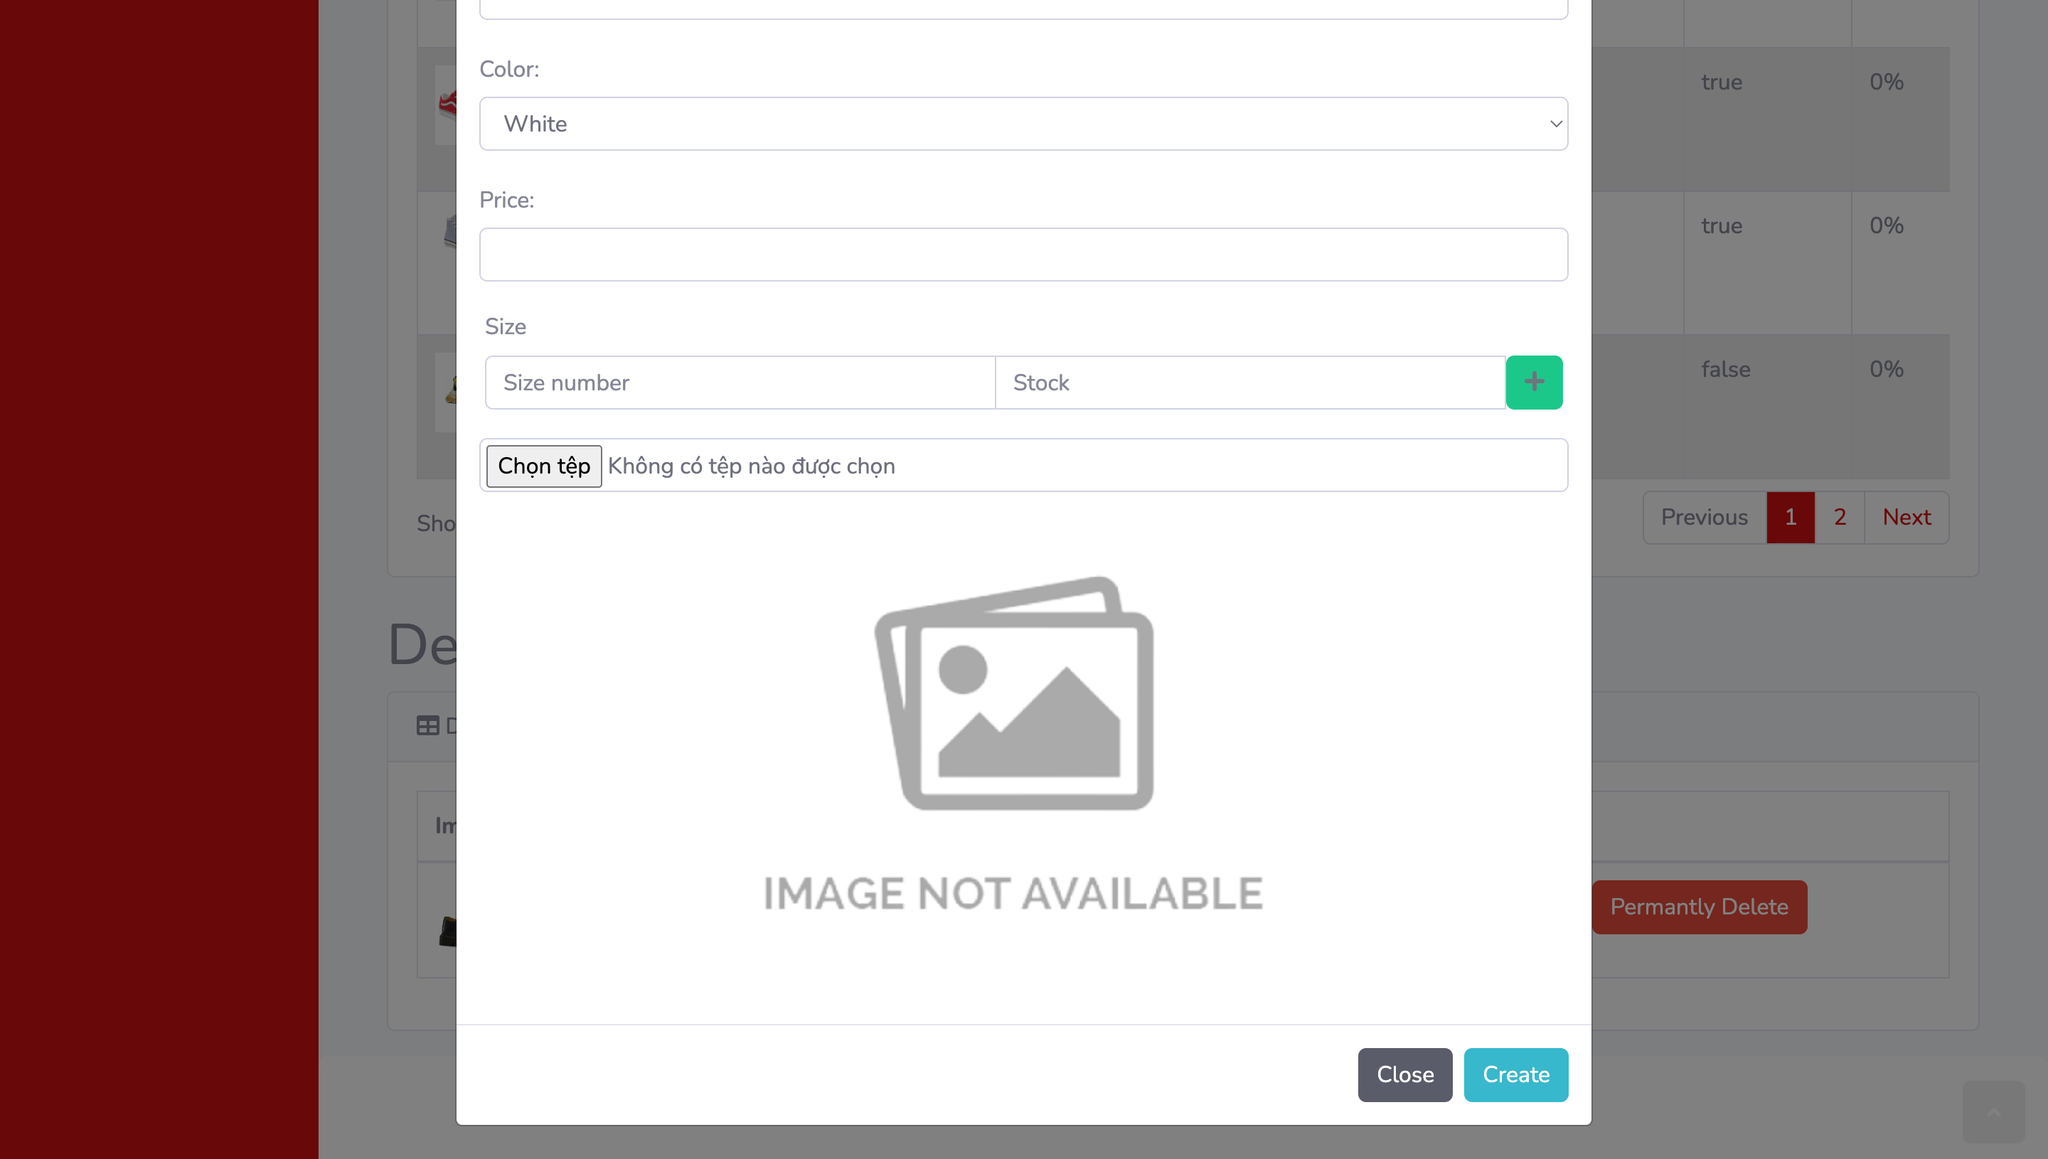 Color:
White
Price:
Size
Size number
Stock
+
Chọn tệp Không có tệp nào được chọn
IMAGE NOT AVAILABLE
Close
Create
true
0%
true
0%
false
0%
Sho
Previous
1
2
Next
De
Permantly Delete